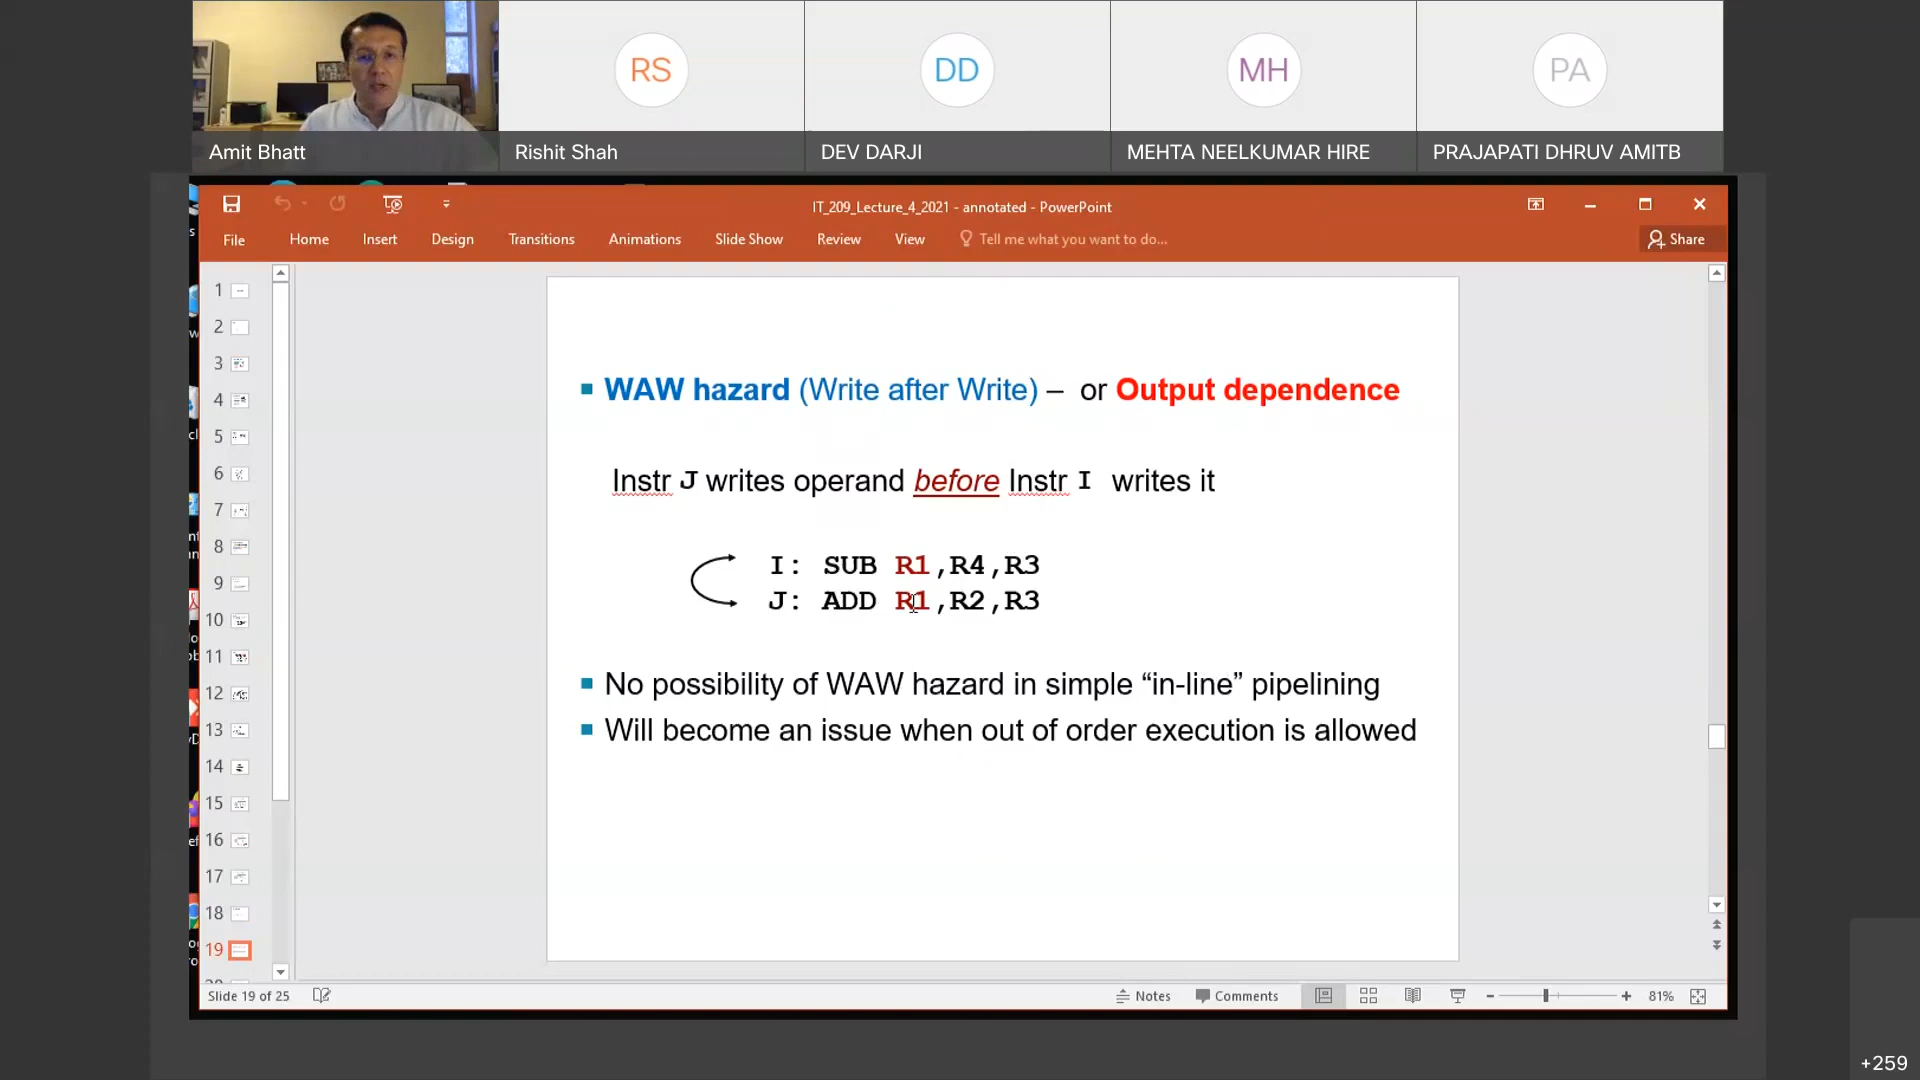 RS
DD
MH
PA
Amit Bhatt
Rishit Shah
DEV DARJI
MEHTA NEELKUMAR HIRE
PRAJAPATI DHRUV AMITB
IT_209_Lecture_4_2021 - annotated - PowerPoint
File
Home
Insert
Design
Transitions
Animations
Slide Show
Review
View
Tell me what you want to do...
Share
1
2
3
4
5
6
7
8
9
10
11
12
13
14
15
16
17
18
19
WAW hazard (Write after Write) – or Output dependence
Instr J writes operand before Instr I writes it
I: SUB R1,R4,R3
J: ADD R1,R2,R3
No possibility of WAW hazard in simple “in-line” pipelining
Will become an issue when out of order execution is allowed
Slide 19 of 25
Notes
Comments
81%
+259